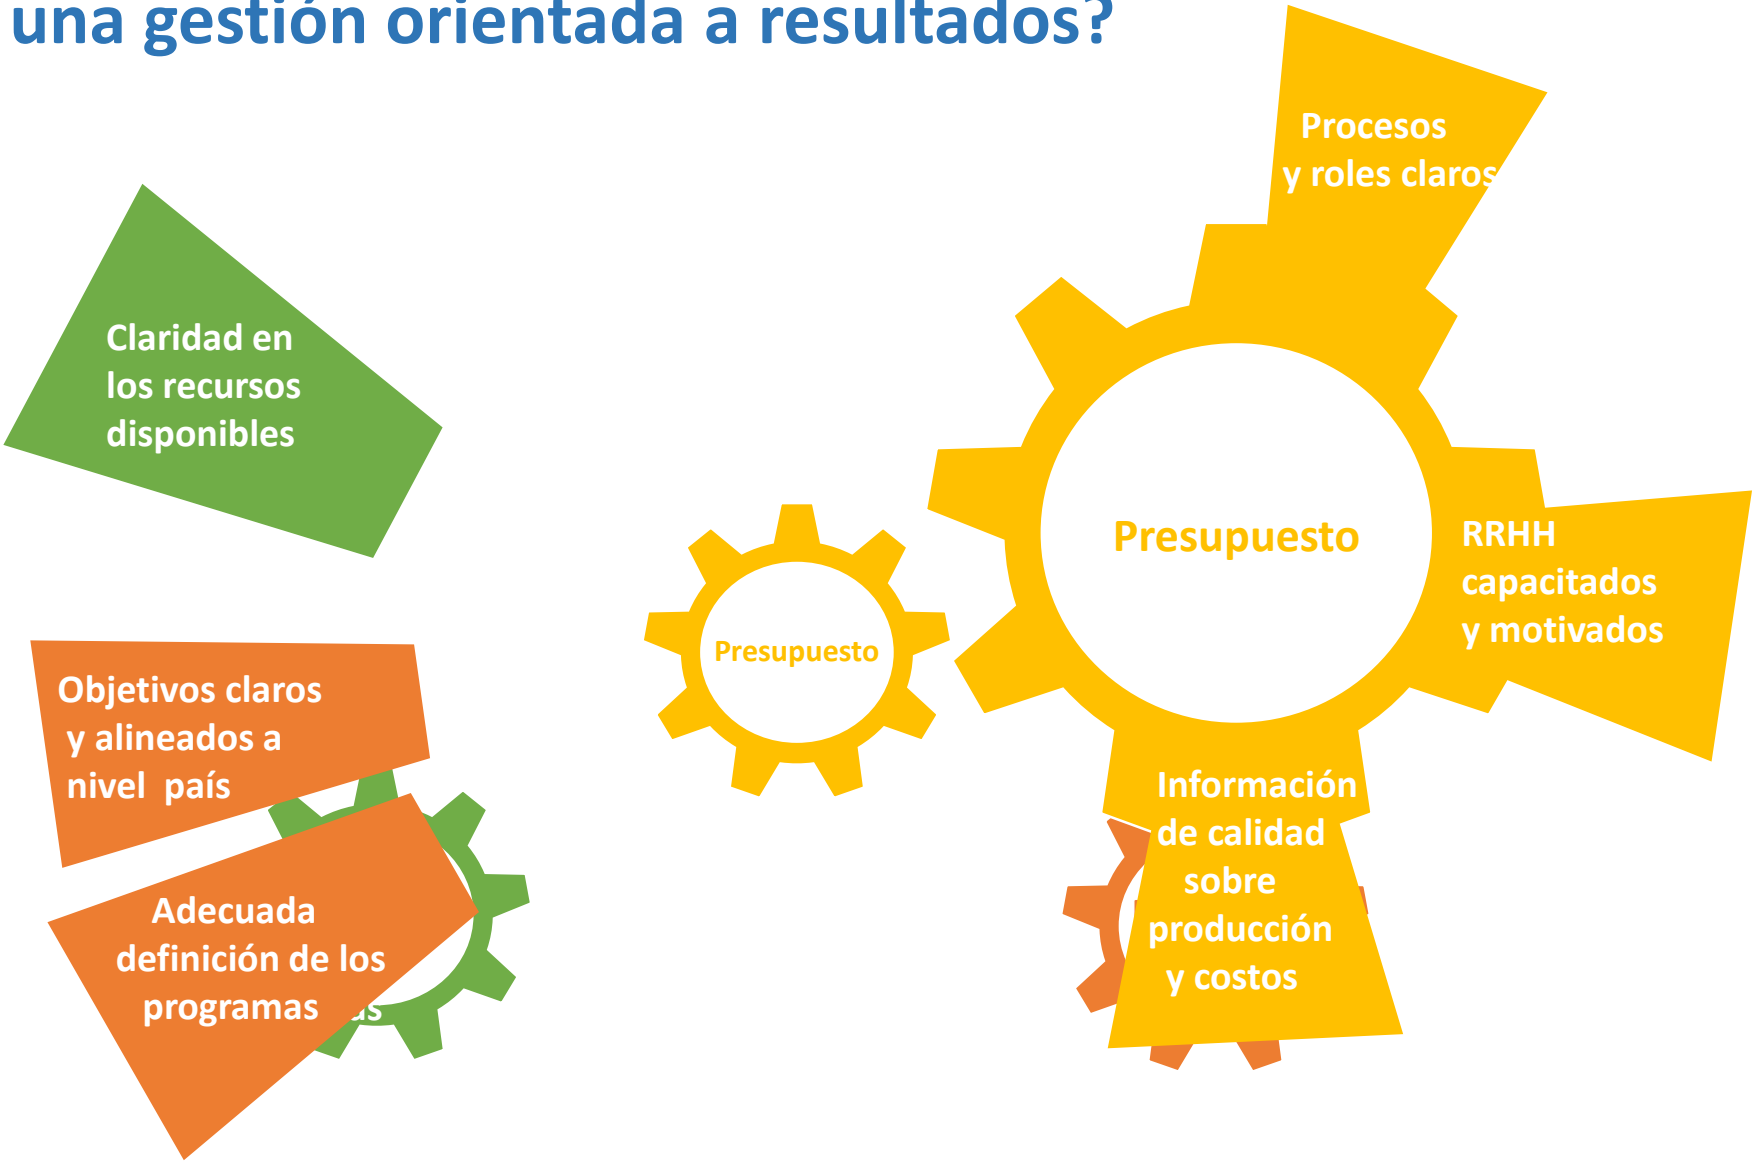 una gestión orientada a resultados?
Procesos
y roles claros
Claridad en
los recursos
disponibles
Presupuesto
RRHH
capacitados
y motivados
Presupuesto
Objetivos claros
y alineados a
nivel país
Información
de calidad
sobre
producción
y costos
Adecuada
definición de los
programas